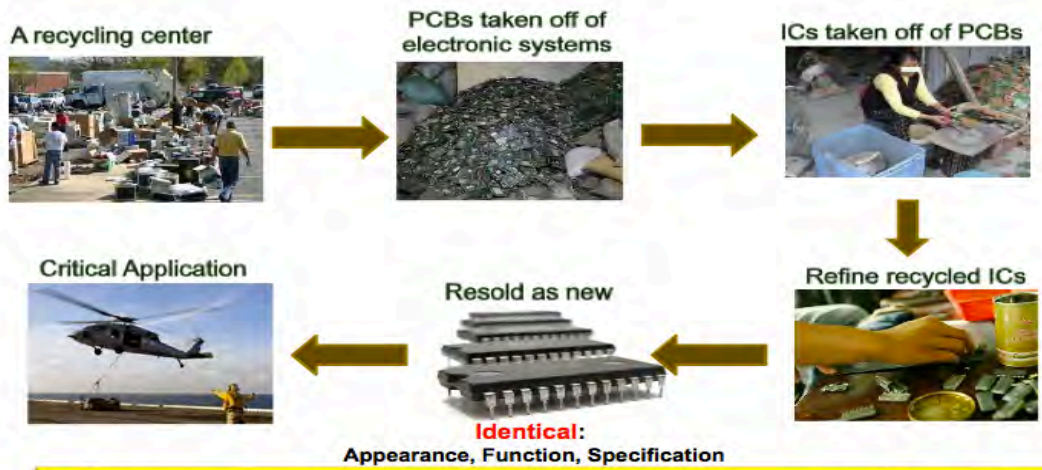 A recycling center
PCBs taken off of
electronic systems
ICs taken off of PCBs
Critical Application
Resold as new
Refine recycled ICs
Identical:
Appearance, Function, Specification